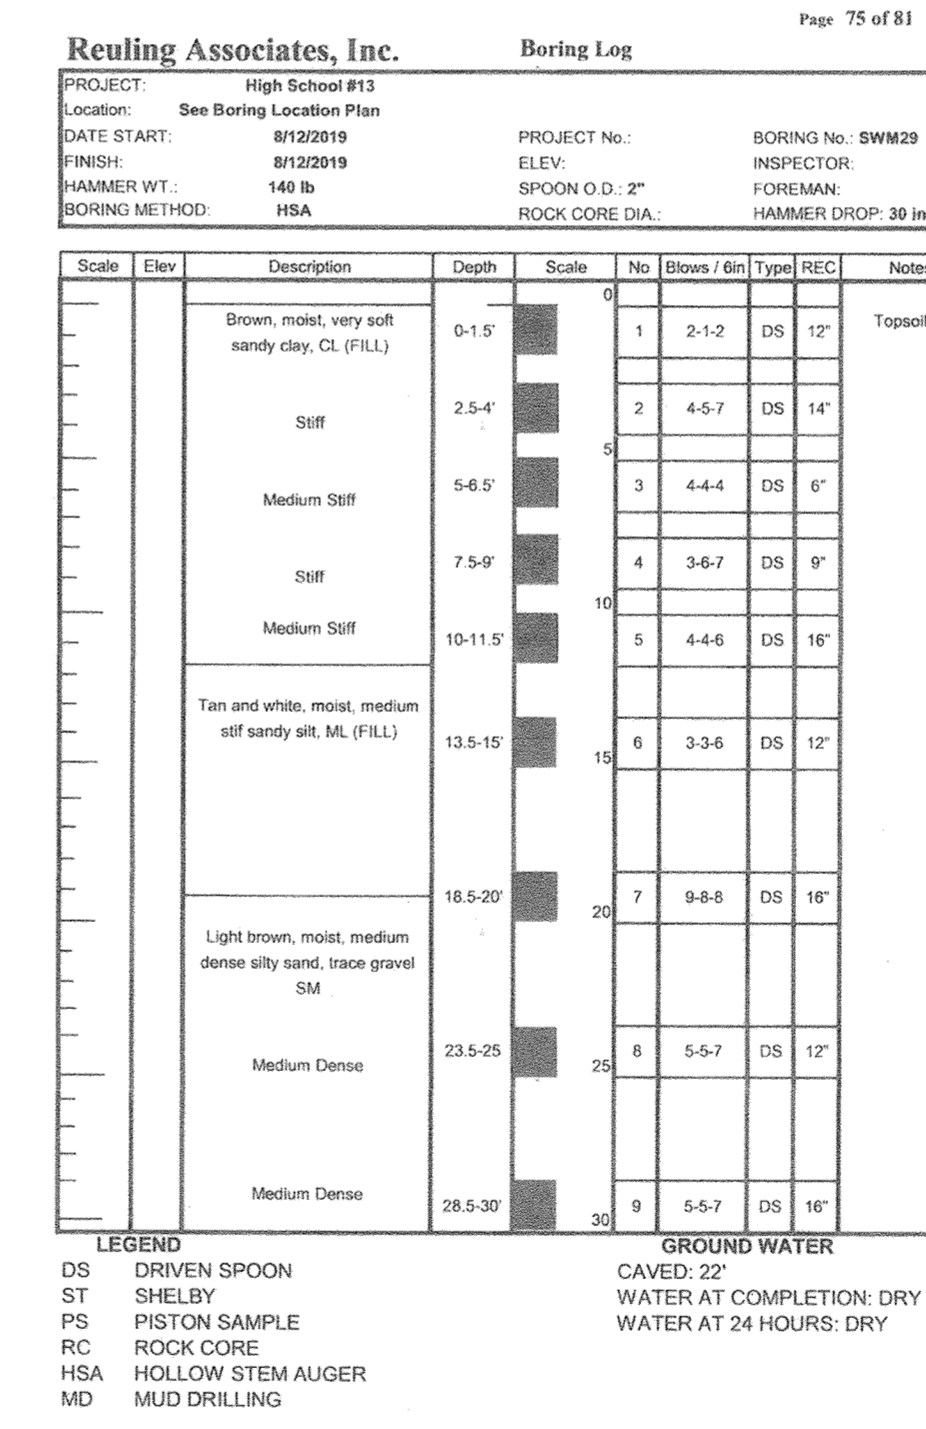 Page 75 of 81
Reuling Associates, Inc. Boring Log
PROJECT: High School #13
Location: See Boring Location Plan
DATE START: 8/12/2019 PROJECT No.: BORING No.: SWM29
FINISH: 8/12/2019 ELEV: INSPECTOR:
HAMMER WT.: 140 lb SPOON O.D.: 2" FOREMAN:
BORING METHOD: HSA ROCK CORE DIA.: HAMMER DROP: 30 in
Scale Elev Description Depth Scale No Blows / 6in Type REC Notes
0
Brown, moist, very soft
sandy clay, CL (FILL) 0-1.5' 1 2-1-2 DS 12" Topsoil
Stiff 2.5-4' 2 4-5-7 DS 14"
5
Medium Stiff 5-6.5' 3 4-4-4 DS 6"
Stiff 7.5-9' 4 3-6-7 DS 9"
10
Medium Stiff 10-11.5' 5 4-4-6 DS 16"
Tan and white, moist, medium
stif sandy silt, ML (FILL) 13.5-15' 6 3-3-6 DS 12"
15
18.5-20' 7 9-8-8 DS 16"
20
Light brown, moist, medium
dense silty sand, trace gravel
SM
Medium Dense 23.5-25 8 5-5-7 DS 12"
25
Medium Dense 28.5-30' 9 5-5-7 DS 16"
30
LEGEND
DS DRIVEN SPOON
ST SHELBY
PS PISTON SAMPLE
RC ROCK CORE
HSA HOLLOW STEM AUGER
MD MUD DRILLING
GROUND WATER
CAVED: 22'
WATER AT COMPLETION: DRY
WATER AT 24 HOURS: DRY